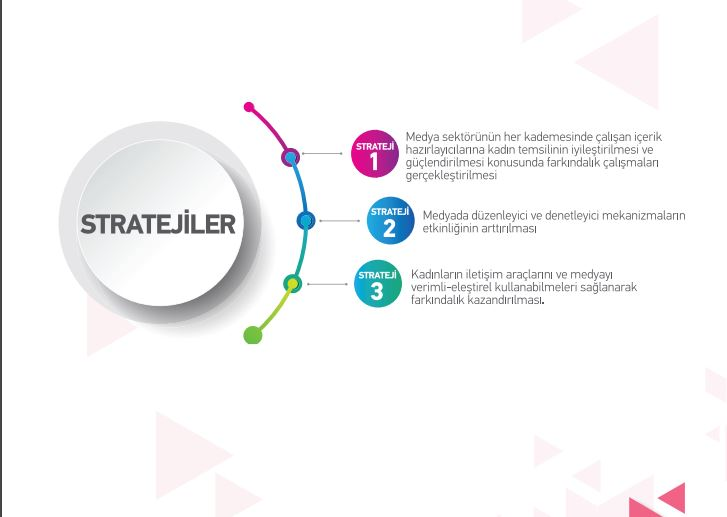 STRATEJİLER
STRATEJİ
1
Medya sektörünün her kademesinde çalışan içerik
hazırlayıcılarına kadın temsilinin iyileştirilmesi ve
güçlendirilmesi konusunda farkındalık çalışmaları
gerçekleştirilmesi
STRATEJİ
2
Medyada düzenleyici ve denetleyici mekanizmaların
etkinliğinin arttırılması
STRATEJİ
3
Kadınların iletişim araçlarını ve medyayı
verimli-eleştirel kullanabilmeleri sağlanarak
farkındalık kazandırılması.